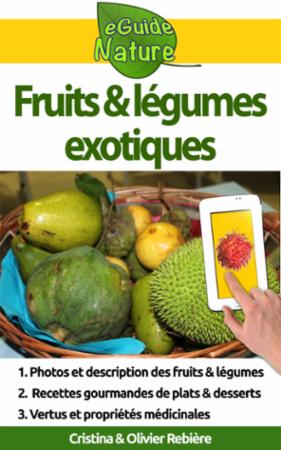 eGuide
Nature
Fruits & légumes
exotiques
1. Photos et description des fruits & légumes
2. Recettes gourmandes de plats & desserts
3. Vertus et propriétés médicinales
Cristina & Olivier Rebière